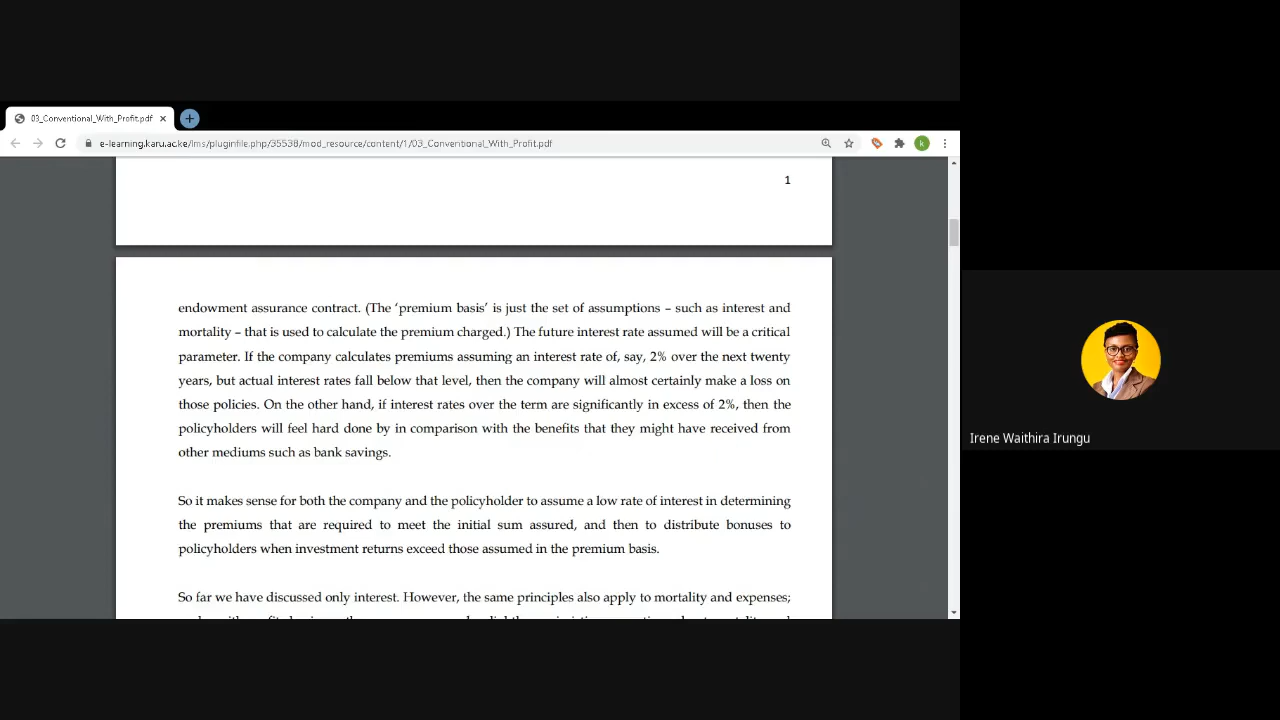 03_Conventional_With_Profit.pdf
e-learning.karu.ac.ke/lms/pluginfile.php/35538/mod_resource/content/1/03_Conventional_With_Profit.pdf
k
1
endowment assurance contract. (The ‘premium basis’ is just the set of assumptions – such as interest and
mortality – that is used to calculate the premium charged.) The future interest rate assumed will be a critical
parameter. If the company calculates premiums assuming an interest rate of, say, 2% over the next twenty
years, but actual interest rates fall below that level, then the company will almost certainly make a loss on
those policies. On the other hand, if interest rates over the term are significantly in excess of 2%, then the
policyholders will feel hard done by in comparison with the benefits that they might have received from
other mediums such as bank savings.
So it makes sense for both the company and the policyholder to assume a low rate of interest in determining
the premiums that are required to meet the initial sum assured, and then to distribute bonuses to
policyholders when investment returns exceed those assumed in the premium basis.
So far we have discussed only interest. However, the same principles also apply to mortality and expenses;
Irene Waithira Irungu